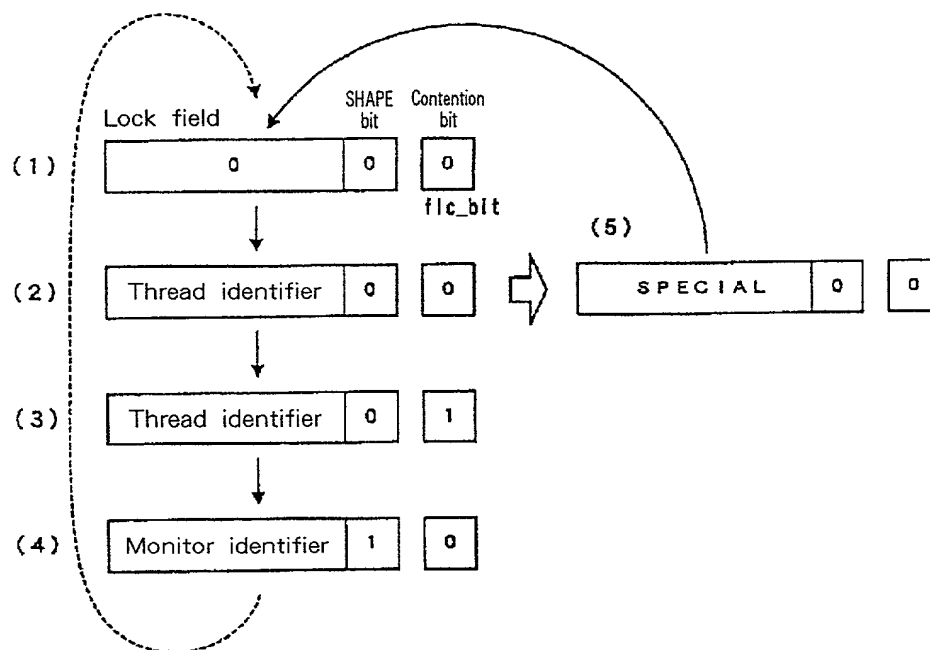 SHAPE bit
Contention bit
Lock field
(1) 0 0 0
flc_bit
(5)
(2) Thread identifier 0 0
SPECIAL 0 0
(3) Thread identifier 0 1
(4) Monitor identifier 1 0